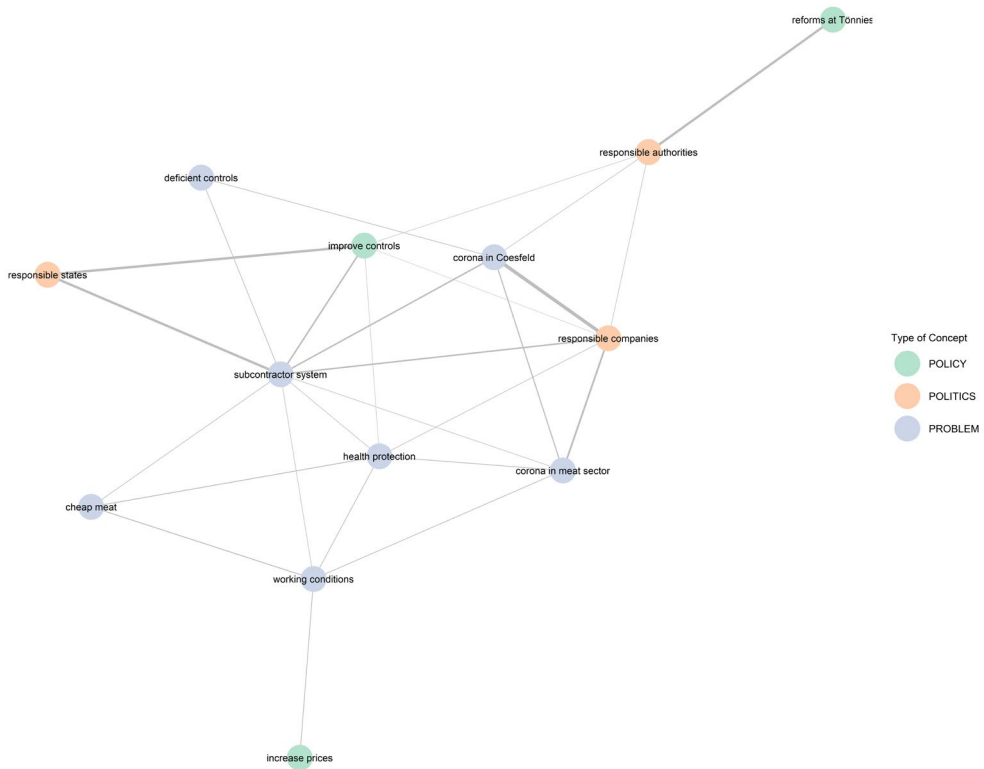 reforms at Tönnies
responsible authorities
deficient controls
improve controls
corona in Coesfeld
responsible states
responsible companies
Type of Concept
POLICY
POLITICS
PROBLEM
subcontractor system
health protection
corona in meat sector
cheap meat
working conditions
increase prices